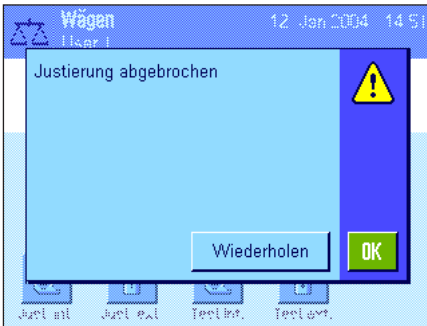 Wägen
12. Jan 2004 14:51
User 1
Justierung abgebrochen
Wiederholen
OK
Just. int.
Just. ext.
Test int.
Test ext.